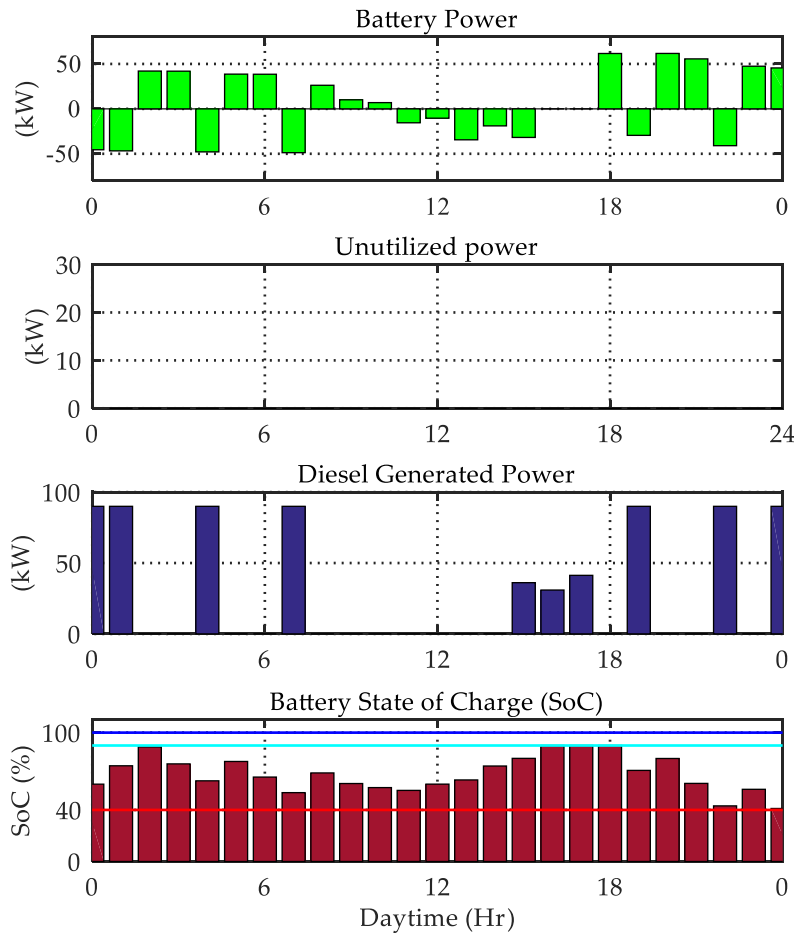 Battery Power
(kW)
50
0
-50
0 6 12 18 0
Unutilized power
(kW)
30
20
10
0
0 6 12 18 24
Diesel Generated Power
(kW)
100
50
0
0 6 12 18 0
Battery State of Charge (SoC)
SoC (%)
100
40
0
0 6 12 18 0
Daytime (Hr)